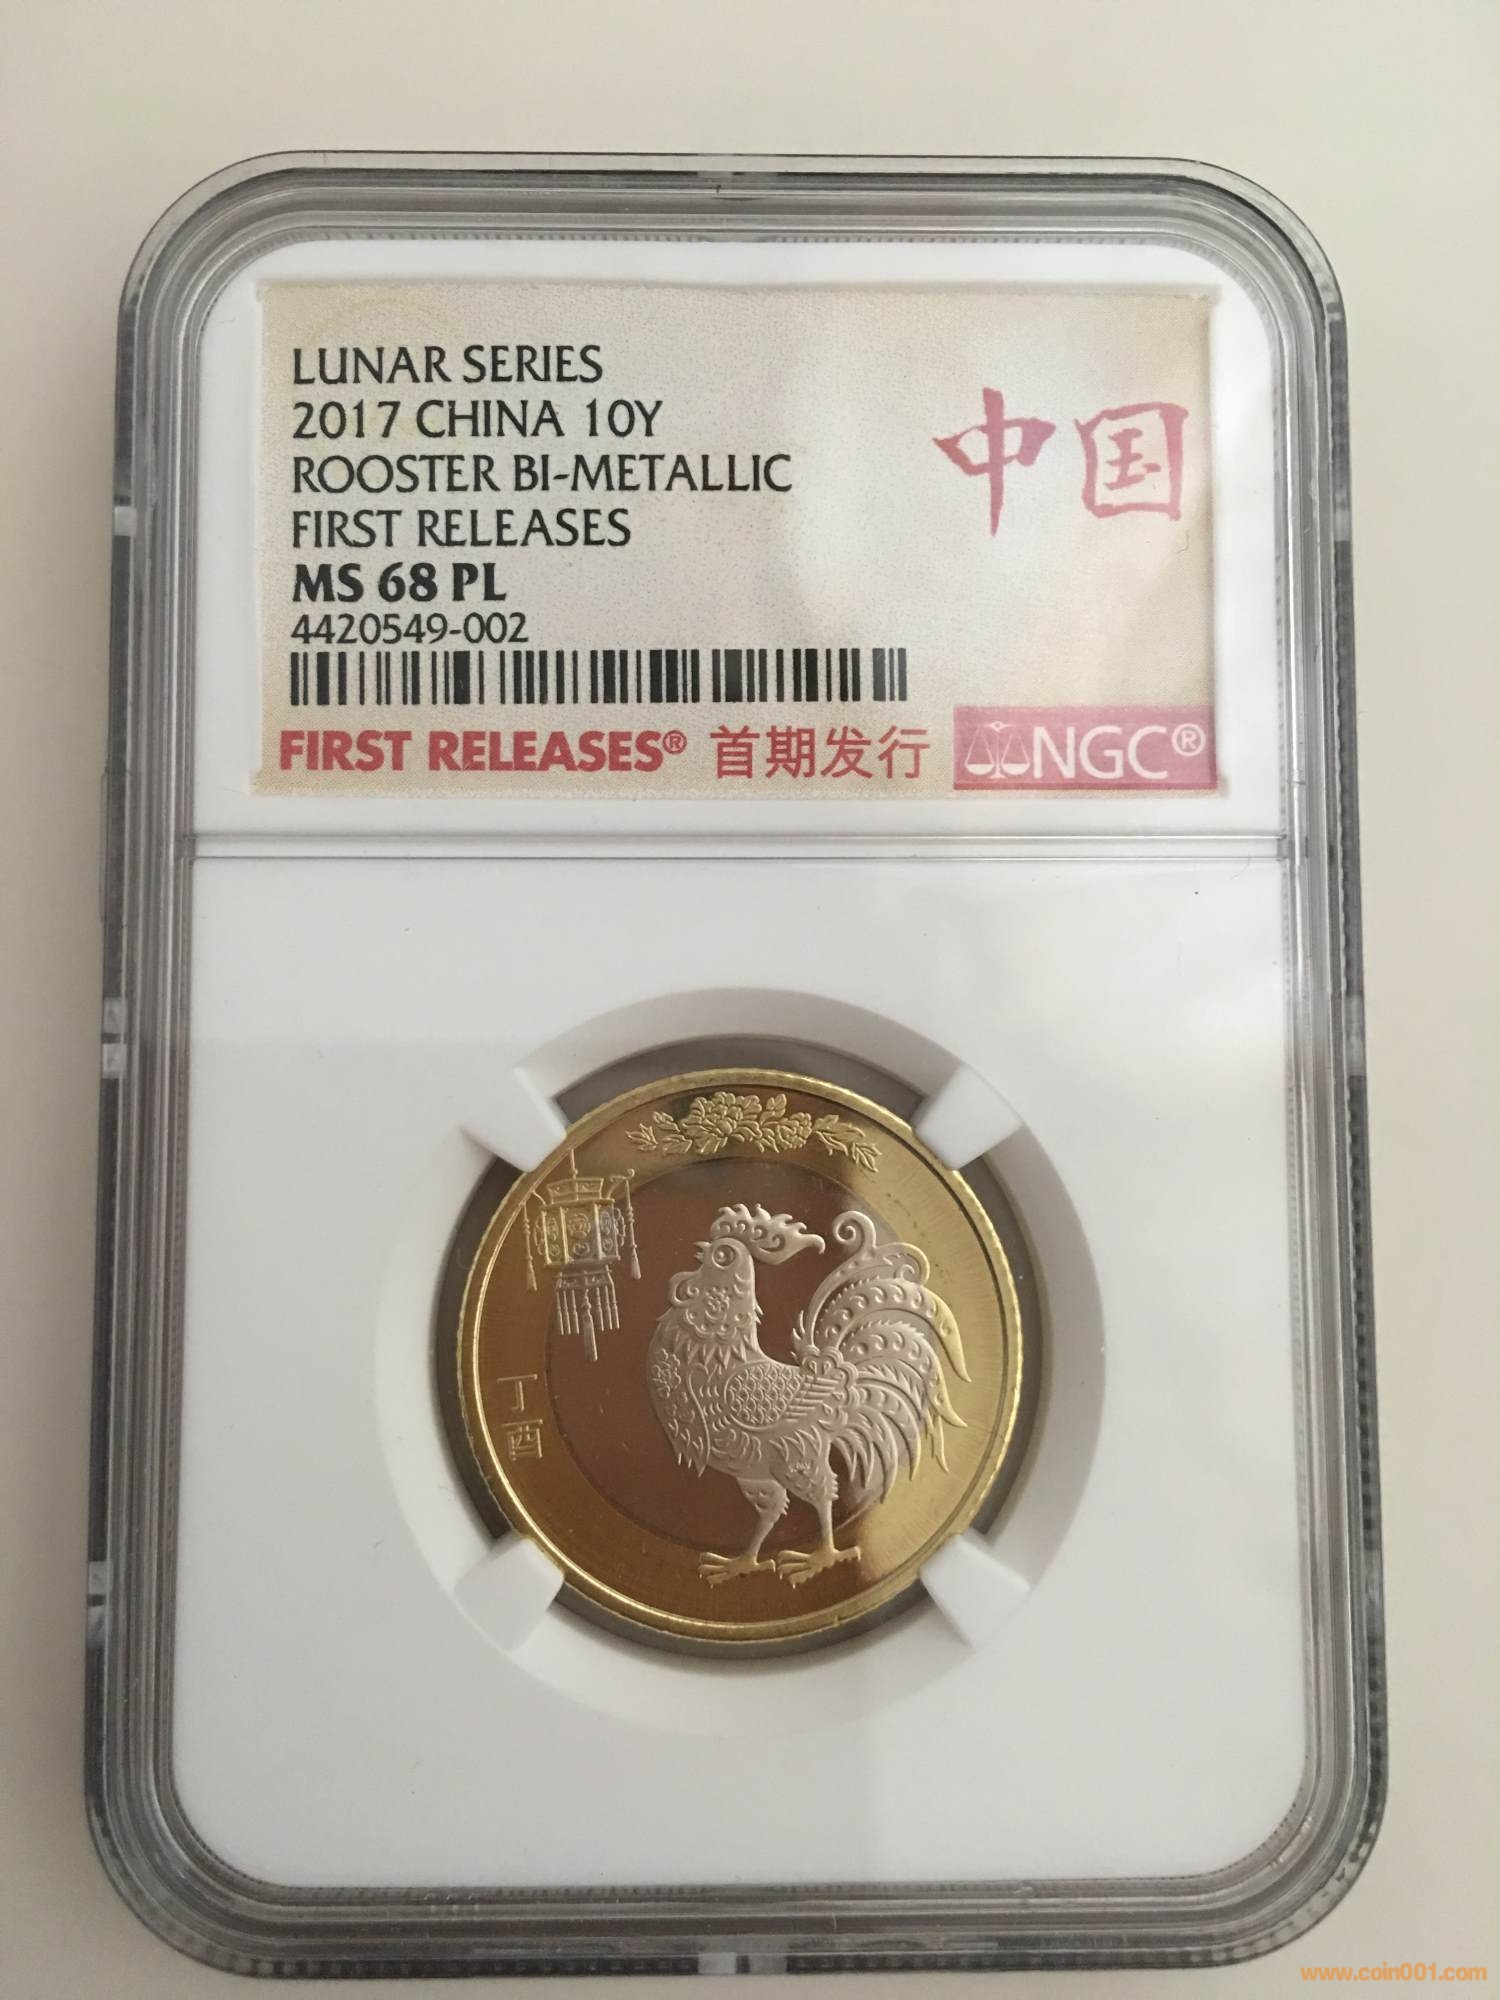 LUNAR SERIES
2017 CHINA 10Y
ROOSTER BI-METALLIC
FIRST RELEASES
MS 68 PL
4420549-002
中国
FIRST RELEASES® 首期发行 NGC®
丁酉
www.coin001.com